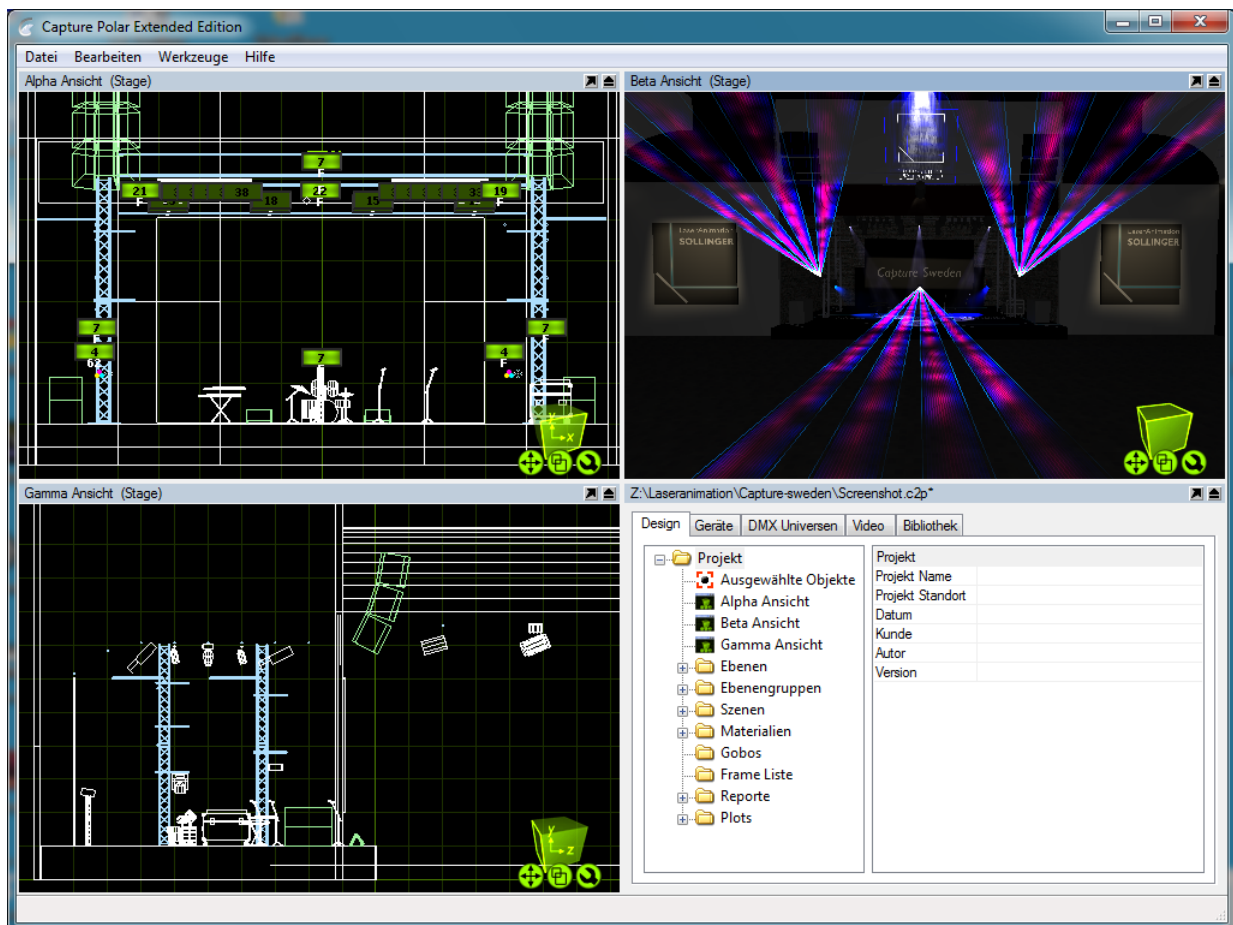 Capture Polar Extended Edition
Datei Bearbeiten Werkzeuge Hilfe
Alpha Ansicht (Stage)
7
F
21 38 22 19
F 18 F 15 F
7
F
7
4
63
7
4
F
y
x
Beta Ansicht (Stage)
LaserAnimation
SOLLINGER
LaserAnimation
SOLLINGER
Capture Sweden
Gamma Ansicht (Stage)
y
z
Z:\Laseranimation\Capture-sweden\Screenshot.c2p*
Design Geräte DMX Universen Video Bibliothek
Projekt
Ausgewählte Objekte
Alpha Ansicht
Beta Ansicht
Gamma Ansicht
Ebenen
Ebenengruppen
Szenen
Materialien
Gobos
Frame Liste
Reporte
Plots
Projekt
Projekt Name
Projekt Standort
Datum
Kunde
Autor
Version